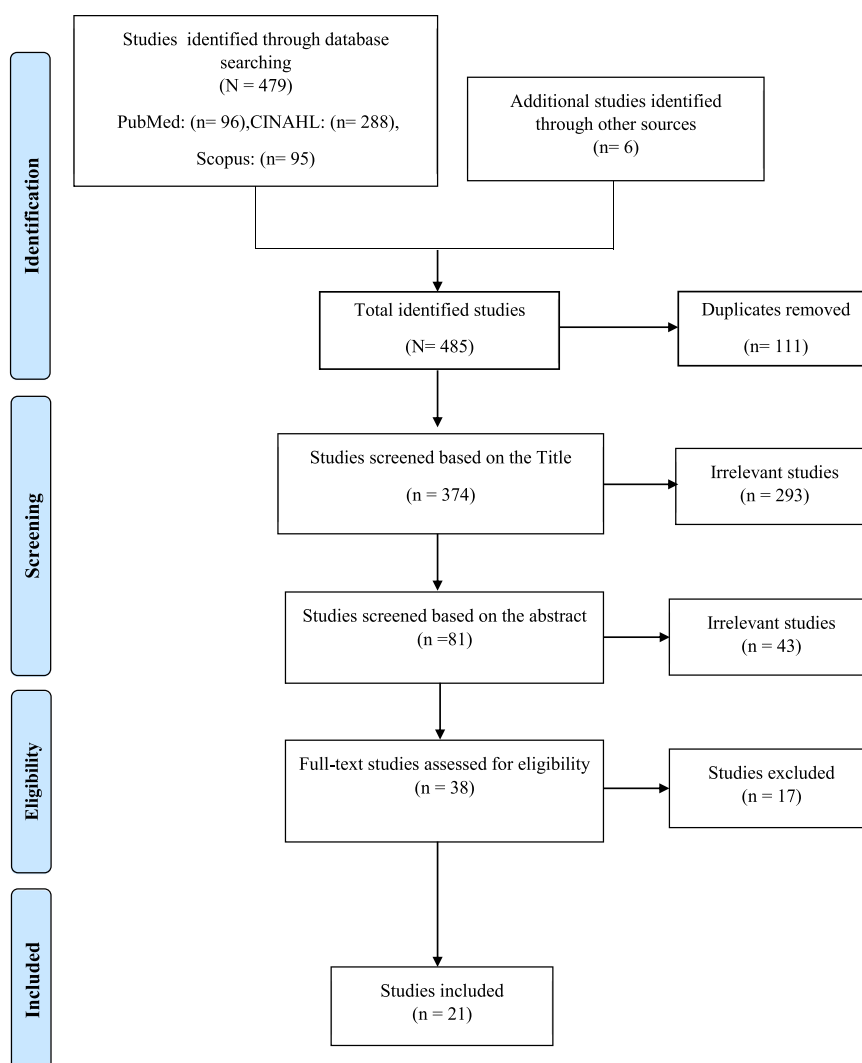 Studies identified through database
searching
(N = 479)
PubMed: (n= 96),CINAHL: (n= 288),
Scopus: (n= 95)
Additional studies identified
through other sources
(n= 6)
Identification
Total identified studies
(N= 485)
Duplicates removed
(n= 111)
Screening
Studies screened based on the Title
(n = 374)
Irrelevant studies
(n = 293)
Studies screened based on the abstract
(n =81)
Irrelevant studies
(n = 43)
Eligibility
Full-text studies assessed for eligibility
(n = 38)
Studies excluded
(n = 17)
Included
Studies included
(n = 21)